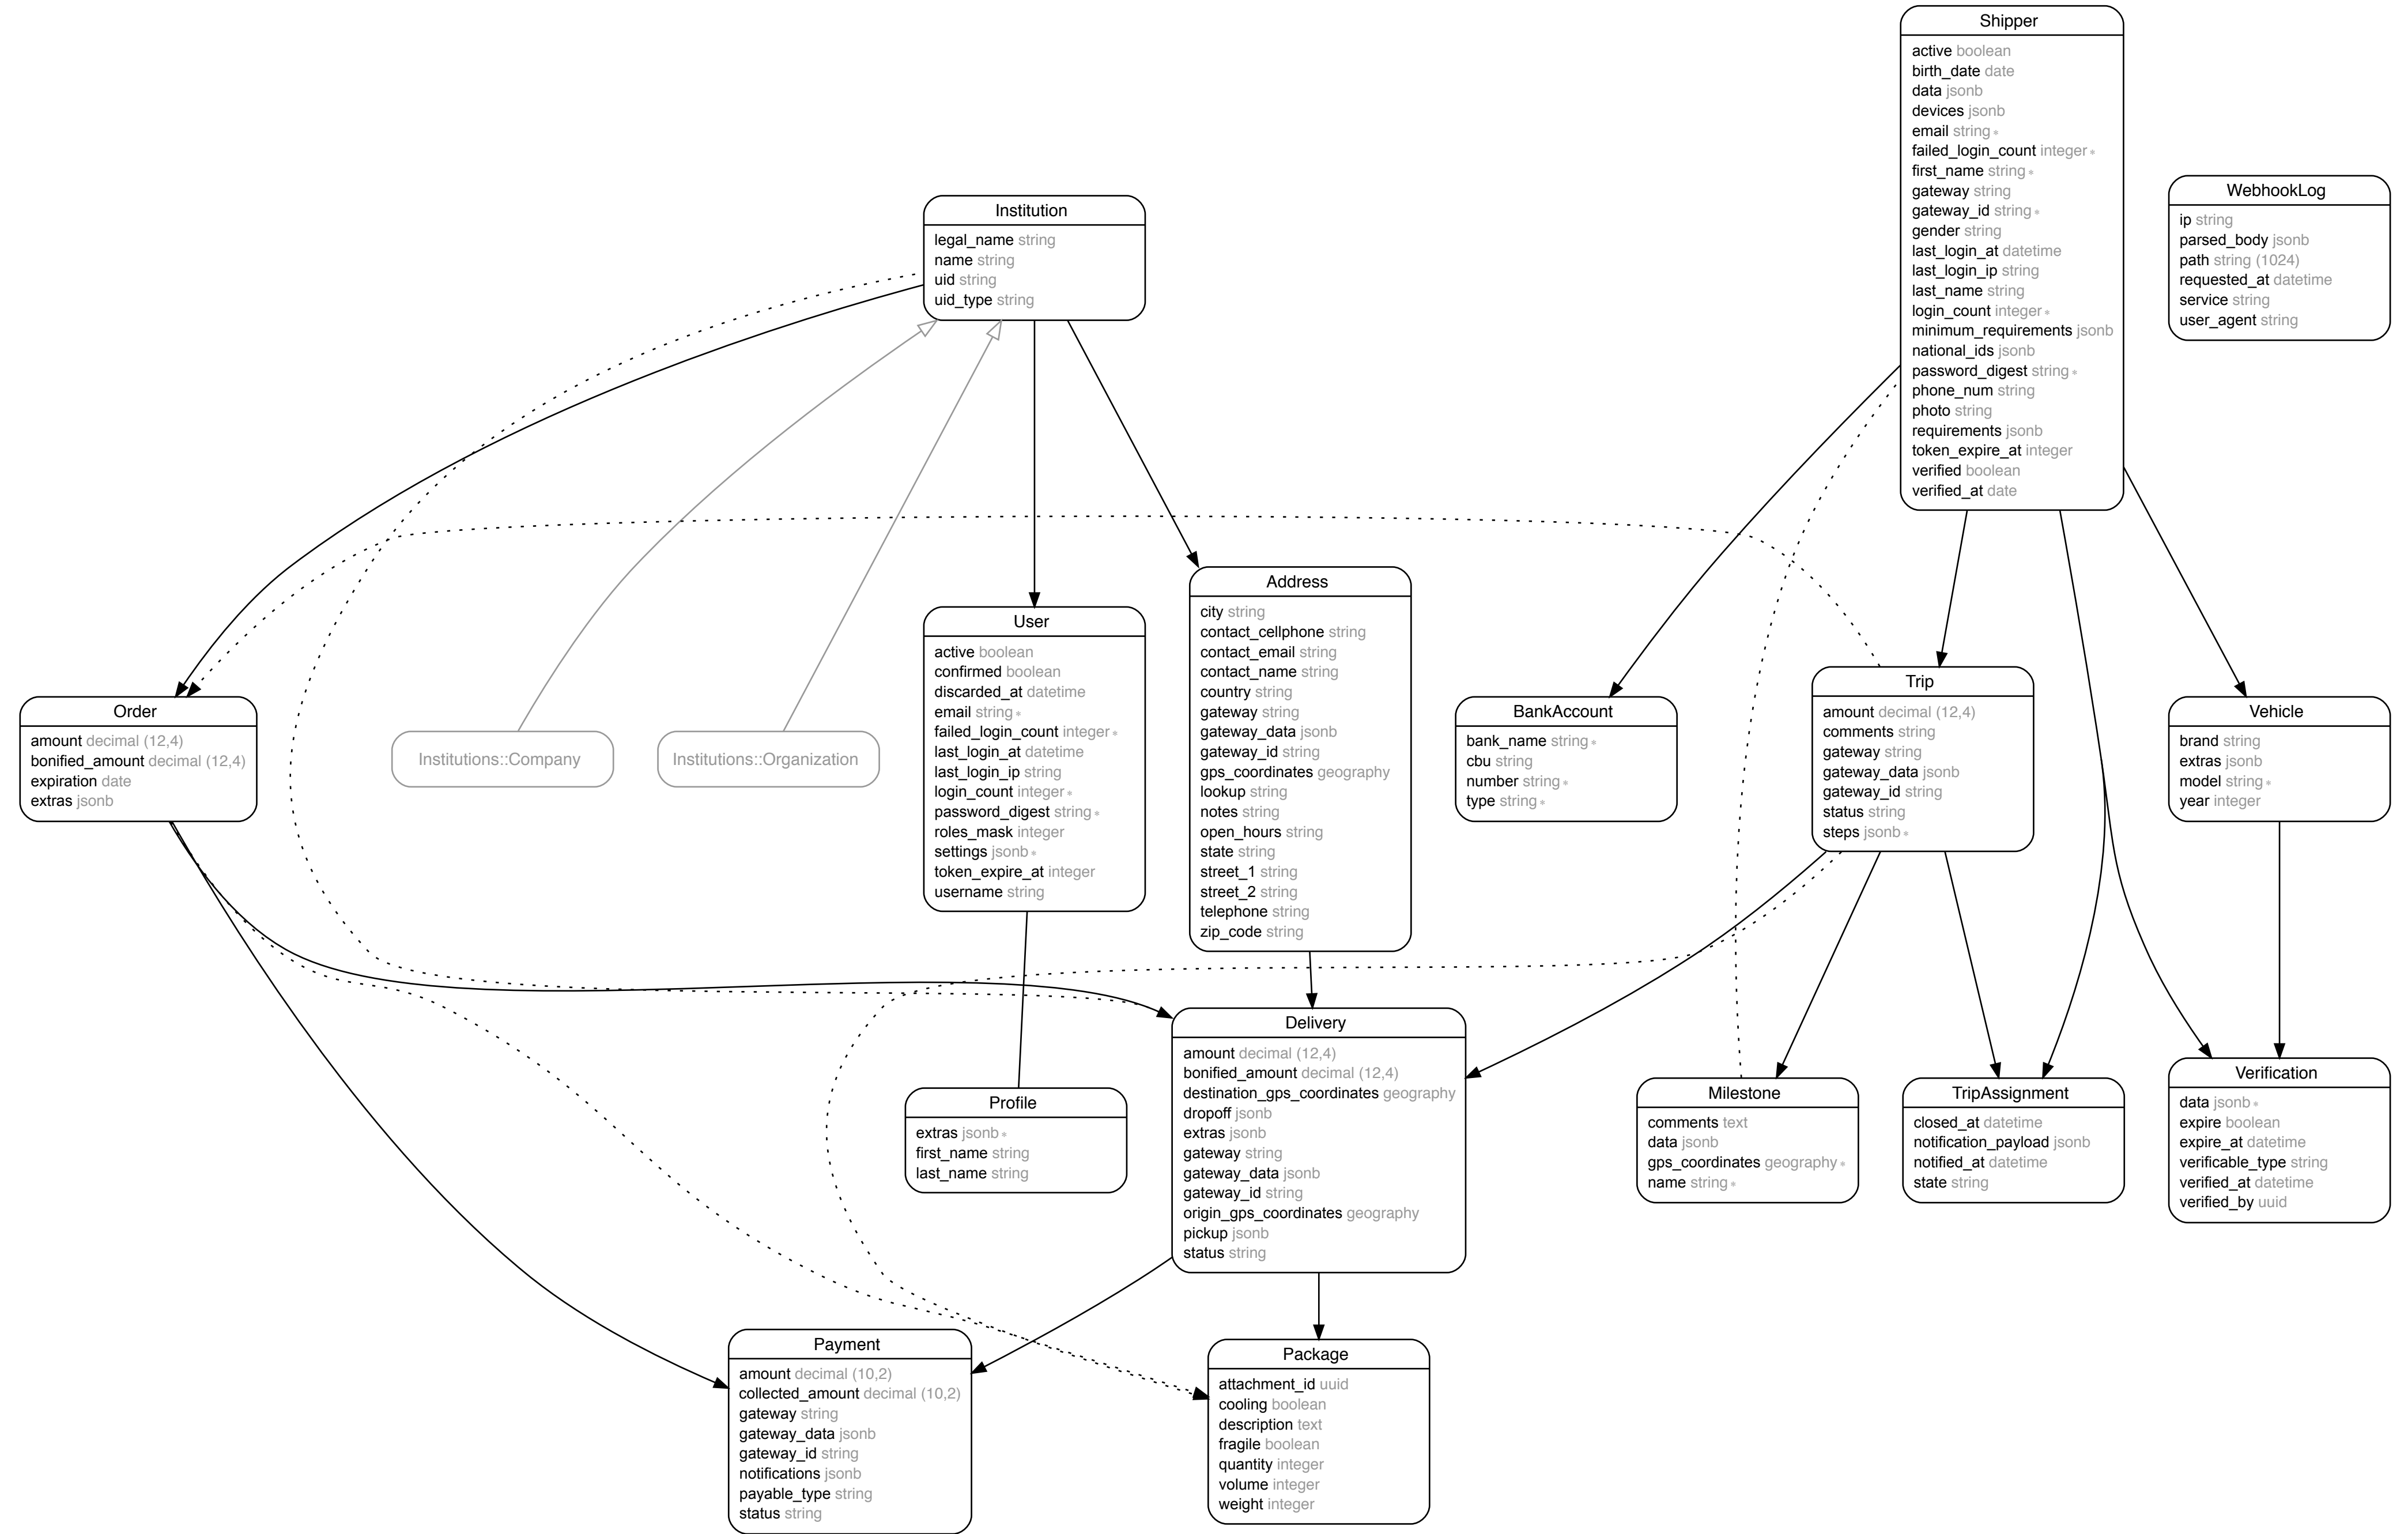 Shipper
active boolean
birth_date date
data jsonb
devices jsonb
email string *
failed_login_count integer *
first_name string *
gateway string
gateway_id string *
gender string
last_login_at datetime
last_login_ip string
last_name string
login_count integer *
minimum_requirements jsonb
national_ids jsonb
password_digest string *
phone_num string
photo string
requirements jsonb
token_expire_at integer
verified boolean
verified_at date
WebhookLog
ip string
parsed_body jsonb
path string (1024)
requested_at datetime
service string
user_agent string
Institution
legal_name string
name string
uid string
uid_type string
Address
city string
contact_cellphone string
contact_email string
contact_name string
country string
gateway string
gateway_data jsonb
gateway_id string
gps_coordinates geography
lookup string
notes string
open_hours string
state string
street_1 string
street_2 string
telephone string
zip_code string
User
active boolean
confirmed boolean
discarded_at datetime
email string *
failed_login_count integer *
last_login_at datetime
last_login_ip string
login_count integer *
password_digest string *
roles_mask integer
settings jsonb *
token_expire_at integer
username string
Order
amount decimal (12,4)
bonified_amount decimal (12,4)
expiration date
extras jsonb
Institutions::Company
Institutions::Organization
BankAccount
bank_name string *
cbu string
number string *
type string *
Trip
amount decimal (12,4)
comments string
gateway string
gateway_data jsonb
gateway_id string
status string
steps jsonb *
Vehicle
brand string
extras jsonb
model string *
year integer
Delivery
amount decimal (12,4)
bonified_amount decimal (12,4)
destination_gps_coordinates geography
dropoff jsonb
extras jsonb
gateway string
gateway_data jsonb
gateway_id string
origin_gps_coordinates geography
pickup jsonb
status string
Profile
extras jsonb *
first_name string
last_name string
Milestone
comments text
data jsonb
gps_coordinates geography *
name string *
TripAssignment
closed_at datetime
notification_payload jsonb
notified_at datetime
state string
Verification
data jsonb *
expire boolean
expire_at datetime
verificable_type string
verified_at datetime
verified_by uuid
Payment
amount decimal (10,2)
collected_amount decimal (10,2)
gateway string
gateway_data jsonb
gateway_id string
notifications jsonb
payable_type string
status string
Package
attachment_id uuid
cooling boolean
description text
fragile boolean
quantity integer
volume integer
weight integer